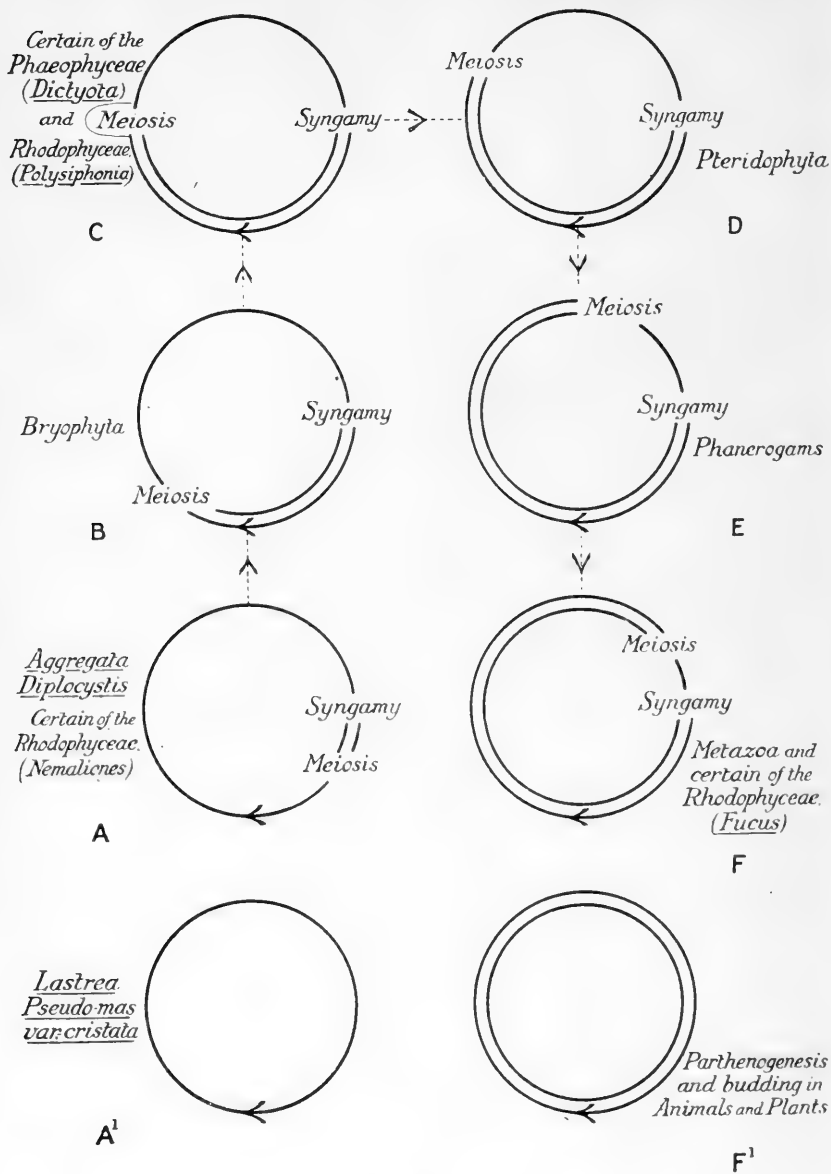 Certain of the
Phaeophyceae
(Dictyota)
and
Rhodophyceae,
(Polysiphonia)
Meiosis
Syngamy
C
Meiosis
Syngamy
Pteridophyta
D
Bryophyta
Syngamy
Meiosis
B
Meiosis
Syngamy
Phanerogams
E
Aggregata
Diplocystis
Certain of the
Rhodophyceae.
(Nemaliones)
Syngamy
Meiosis
A
Meiosis
Syngamy
Metazoa and
certain of the
Rhodophyceae.
(Fucus)
F
Lastrea
Pseudo-mas
var: cristata
A¹
Parthenogenesis
and budding in
Animals and Plants
F¹